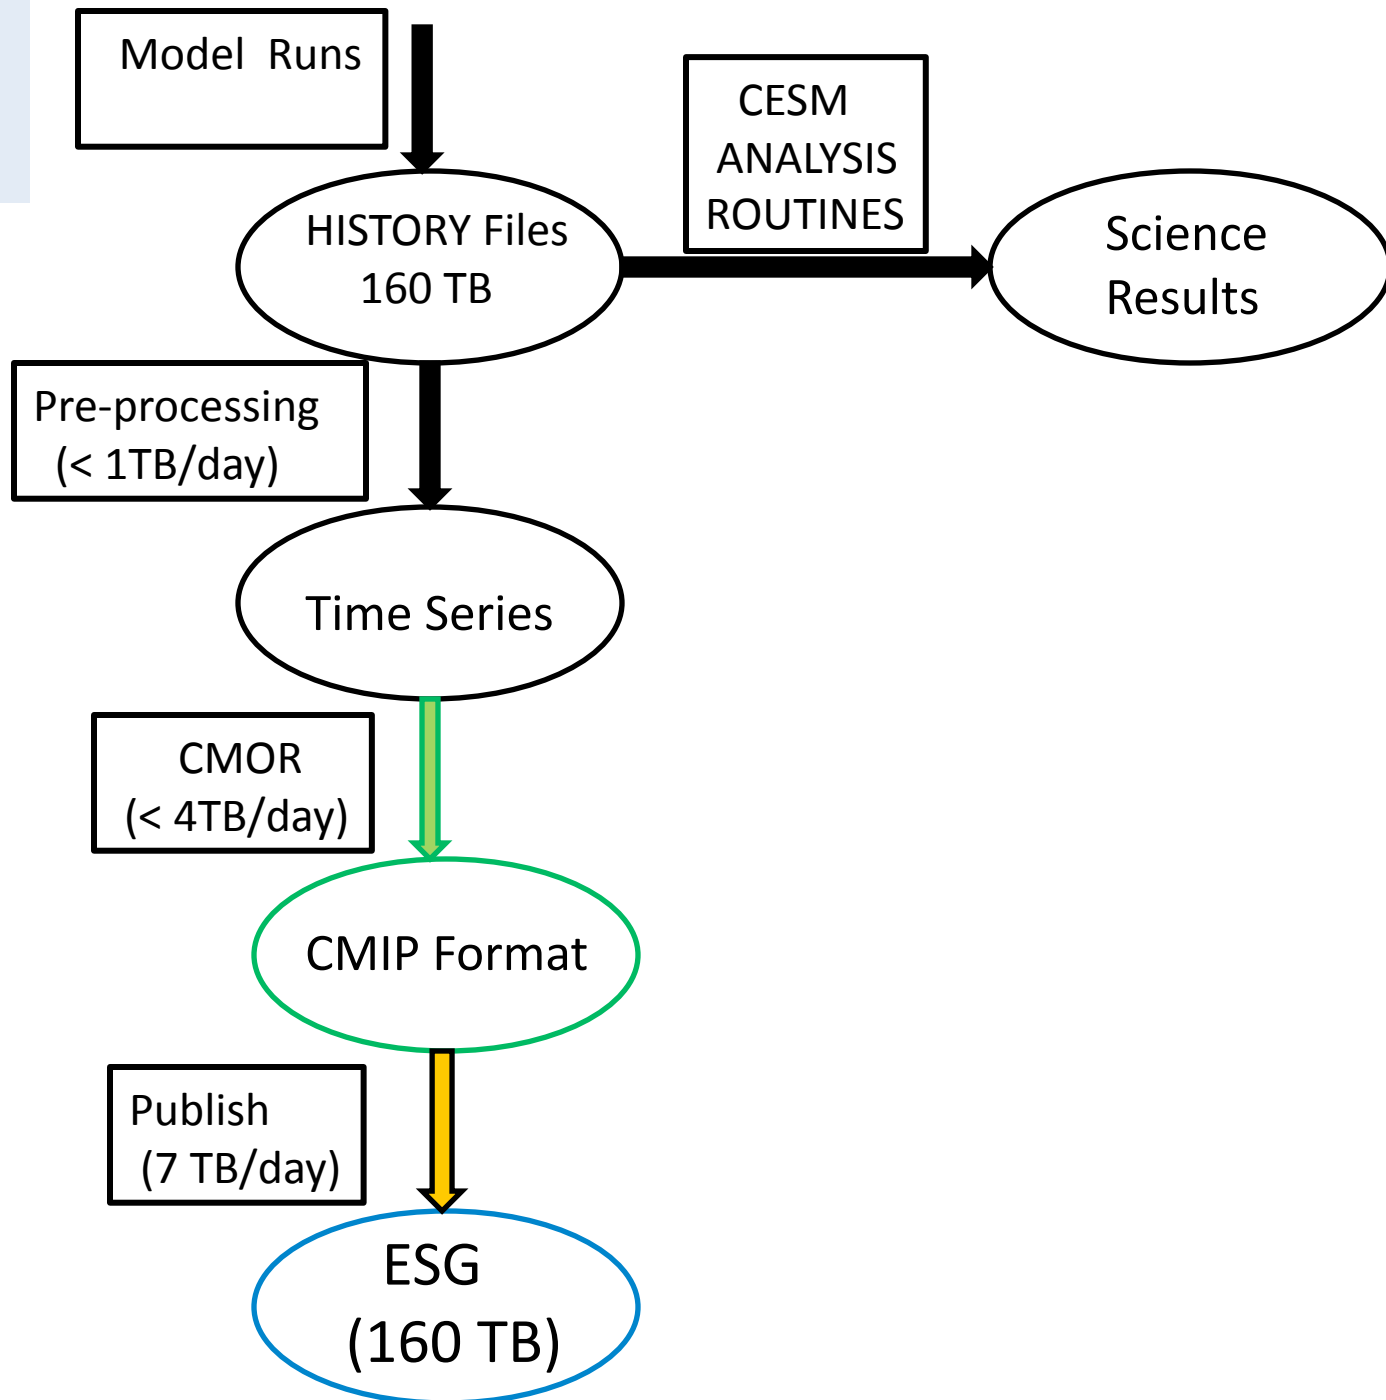 Model Runs
CESM
ANALYSIS
ROUTINES
HISTORY Files
160 TB
Science
Results
Pre-processing
(< 1TB/day)
Time Series
CMOR
(< 4TB/day)
CMIP Format
Publish
(7 TB/day)
ESG
(160 TB)